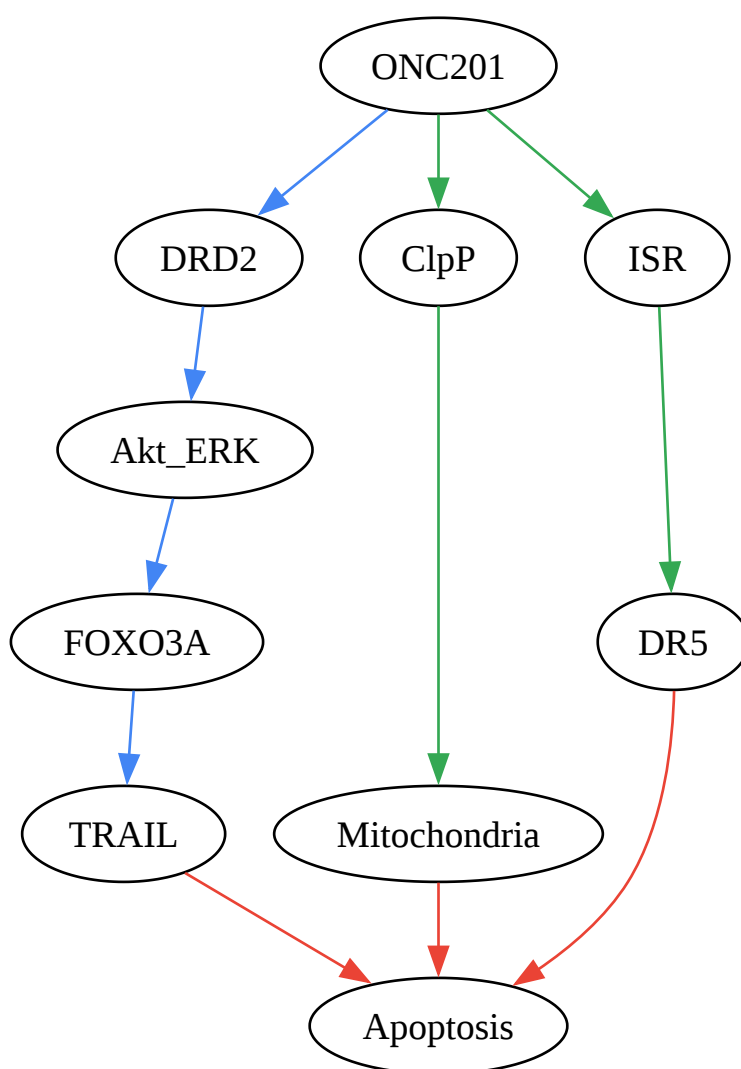 ONC201
DRD2
ClpP
ISR
Akt_ERK
FOXO3A
DR5
TRAIL
Mitochondria
Apoptosis